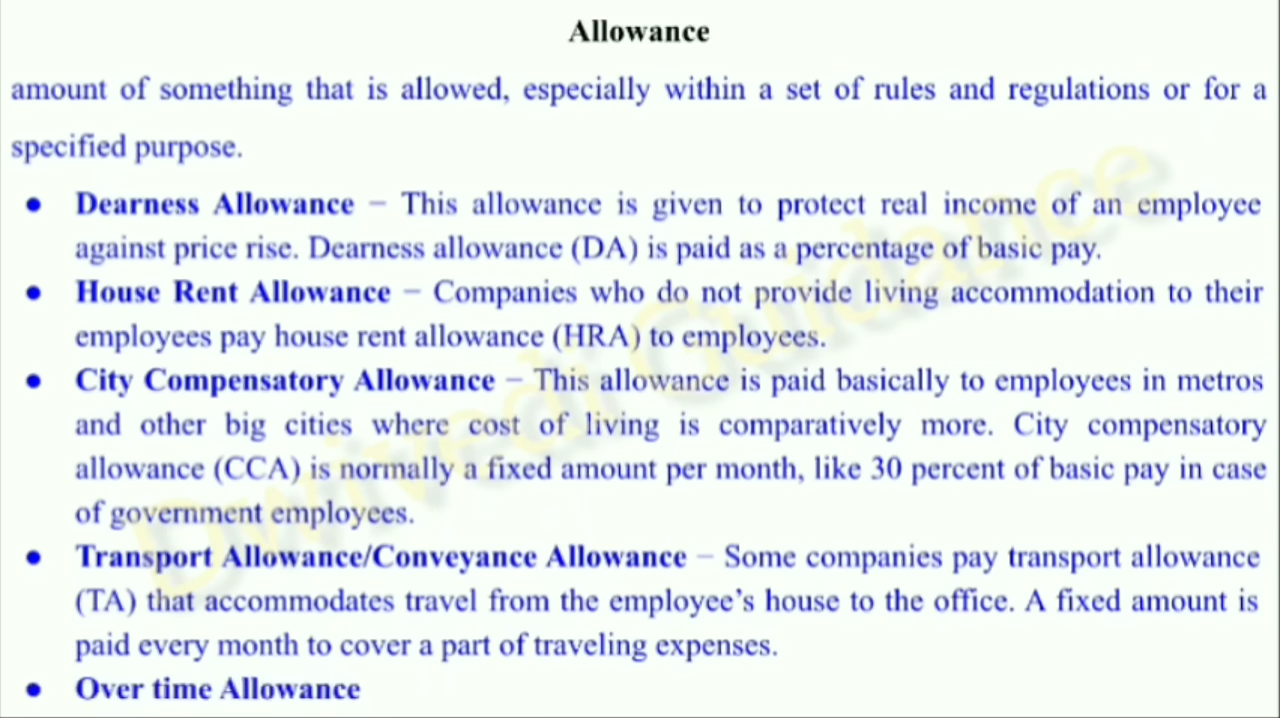 Allowance
amount of something that is allowed, especially within a set of rules and regulations or for a
specified purpose.
● Dearness Allowance − This allowance is given to protect real income of an employee
against price rise. Dearness allowance (DA) is paid as a percentage of basic pay.
● House Rent Allowance − Companies who do not provide living accommodation to their
employees pay house rent allowance (HRA) to employees.
● City Compensatory Allowance − This allowance is paid basically to employees in metros
and other big cities where cost of living is comparatively more. City compensatory
allowance (CCA) is normally a fixed amount per month, like 30 percent of basic pay in case
of government employees.
● Transport Allowance/Conveyance Allowance − Some companies pay transport allowance
(TA) that accommodates travel from the employee’s house to the office. A fixed amount is
paid every month to cover a part of traveling expenses.
● Over time Allowance
Dwivedi Guidance